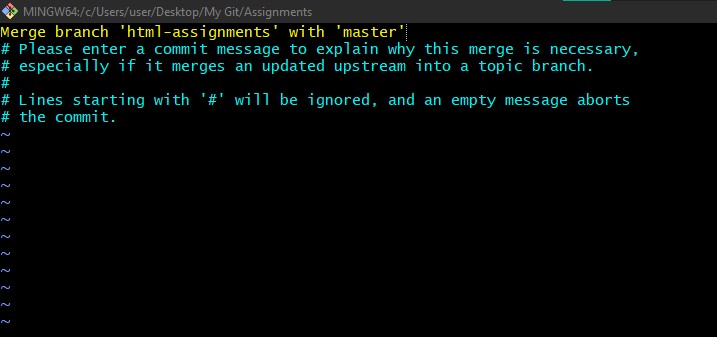 MINGW64:/c/Users/user/Desktop/My Git/Assignments
Merge branch 'html-assignments' with 'master'
# Please enter a commit message to explain why this merge is necessary,
# especially if it merges an updated upstream into a topic branch.
#
# Lines starting with '#' will be ignored, and an empty message aborts
# the commit.
~
~
~
~
~
~
~
~
~
~
~
~